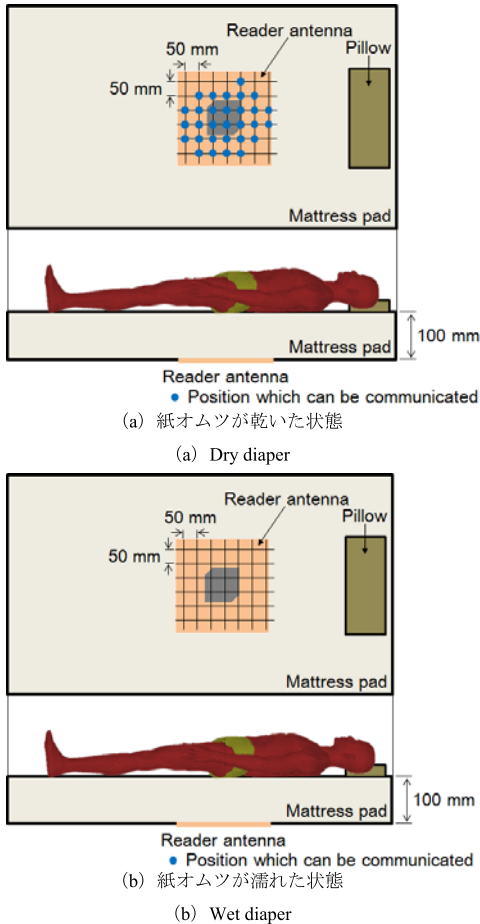 Reader antenna
50 mm
Pillow
50 mm
Mattress pad
Mattress pad
100 mm
Reader antenna
Position which can be communicated
(a) 紙オムツが乾いた状態
(a) Dry diaper
Reader antenna
50 mm
Pillow
50 mm
Mattress pad
Mattress pad
100 mm
Reader antenna
Position which can be communicated
(b) 紙オムツが濡れた状態
(b) Wet diaper